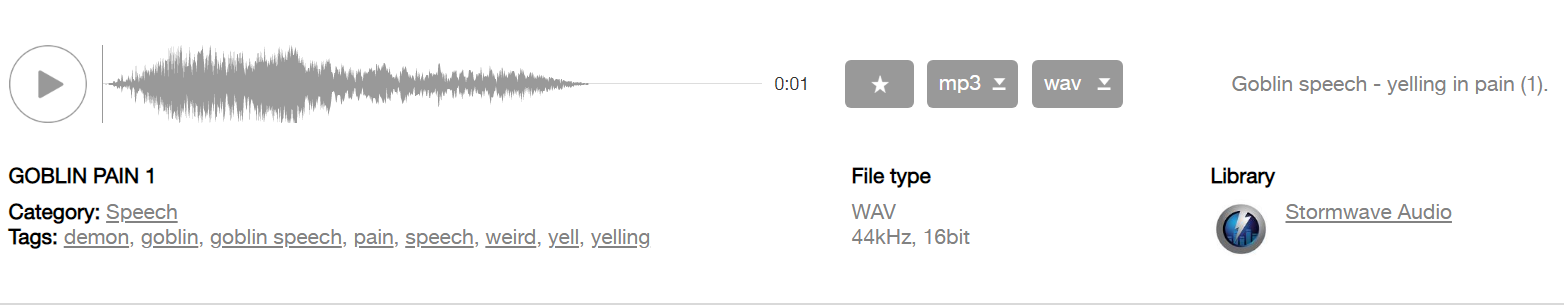 0:01
mp3
wav
Goblin speech - yelling in pain (1).
GOBLIN PAIN 1
Category: Speech
Tags: demon, goblin, goblin speech, pain, speech, weird, yell, yelling
File type
WAV
44kHz, 16bit
Library
Stormwave Audio